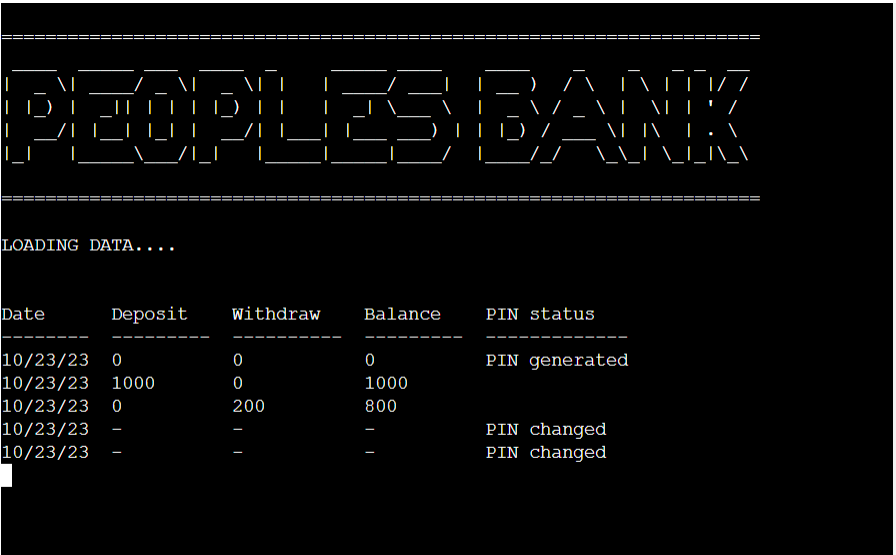 PEOPLES BANK
LOADING DATA....
Date Deposit Withdraw Balance PIN status
-------- --------- ---------- --------- -------------
10/23/23 0 0 0 PIN generated
10/23/23 1000 0 1000
10/23/23 0 200 800
10/23/23 - - - PIN changed
10/23/23 - - - PIN changed